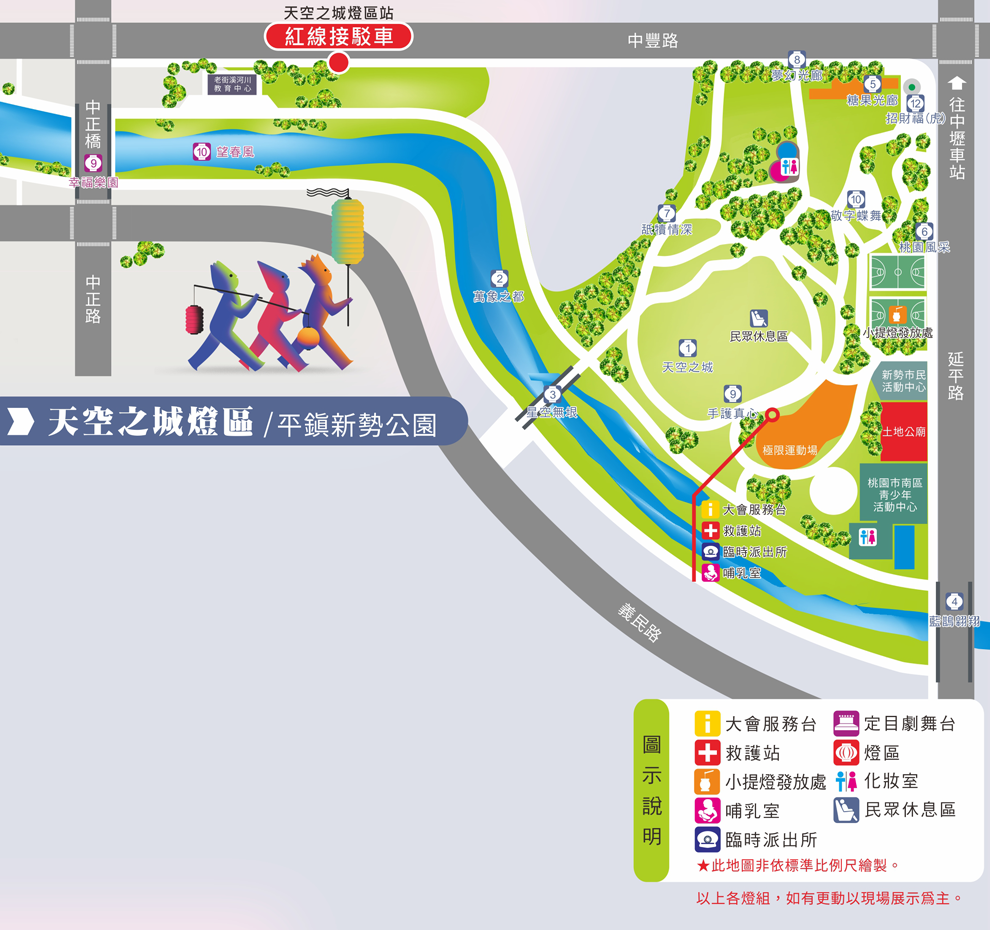 天空之城燈區站
紅線接駁車
中豐路
8
夢幻光廊
5
糖果光廊
12
招財福(虎)
往中壢車站
老街溪河川
教育中心
中正橋
9
幸福樂園
10
望春風
7
舐犢情深
10
敬字蝶舞
6
桃園風采
2
萬象之都
中正路
小提燈發放處
民眾休息區
1
天空之城
延平路
新勢市民
活動中心
3
星空無垠
9
手護真心
土地公廟
極限運動場
天空之城燈區/平鎮新勢公園
桃園市南區
青少年
活動中心
大會服務台
救護站
臨時派出所
哺乳室
4
藍鵲翱翔
義民路
圖示說明
大會服務台
定目劇舞台
救護站
燈區
小提燈發放處
化妝室
哺乳室
民眾休息區
臨時派出所
★此地圖非依標準比例尺繪製。
以上各燈組，如有更動以現場展示為主。